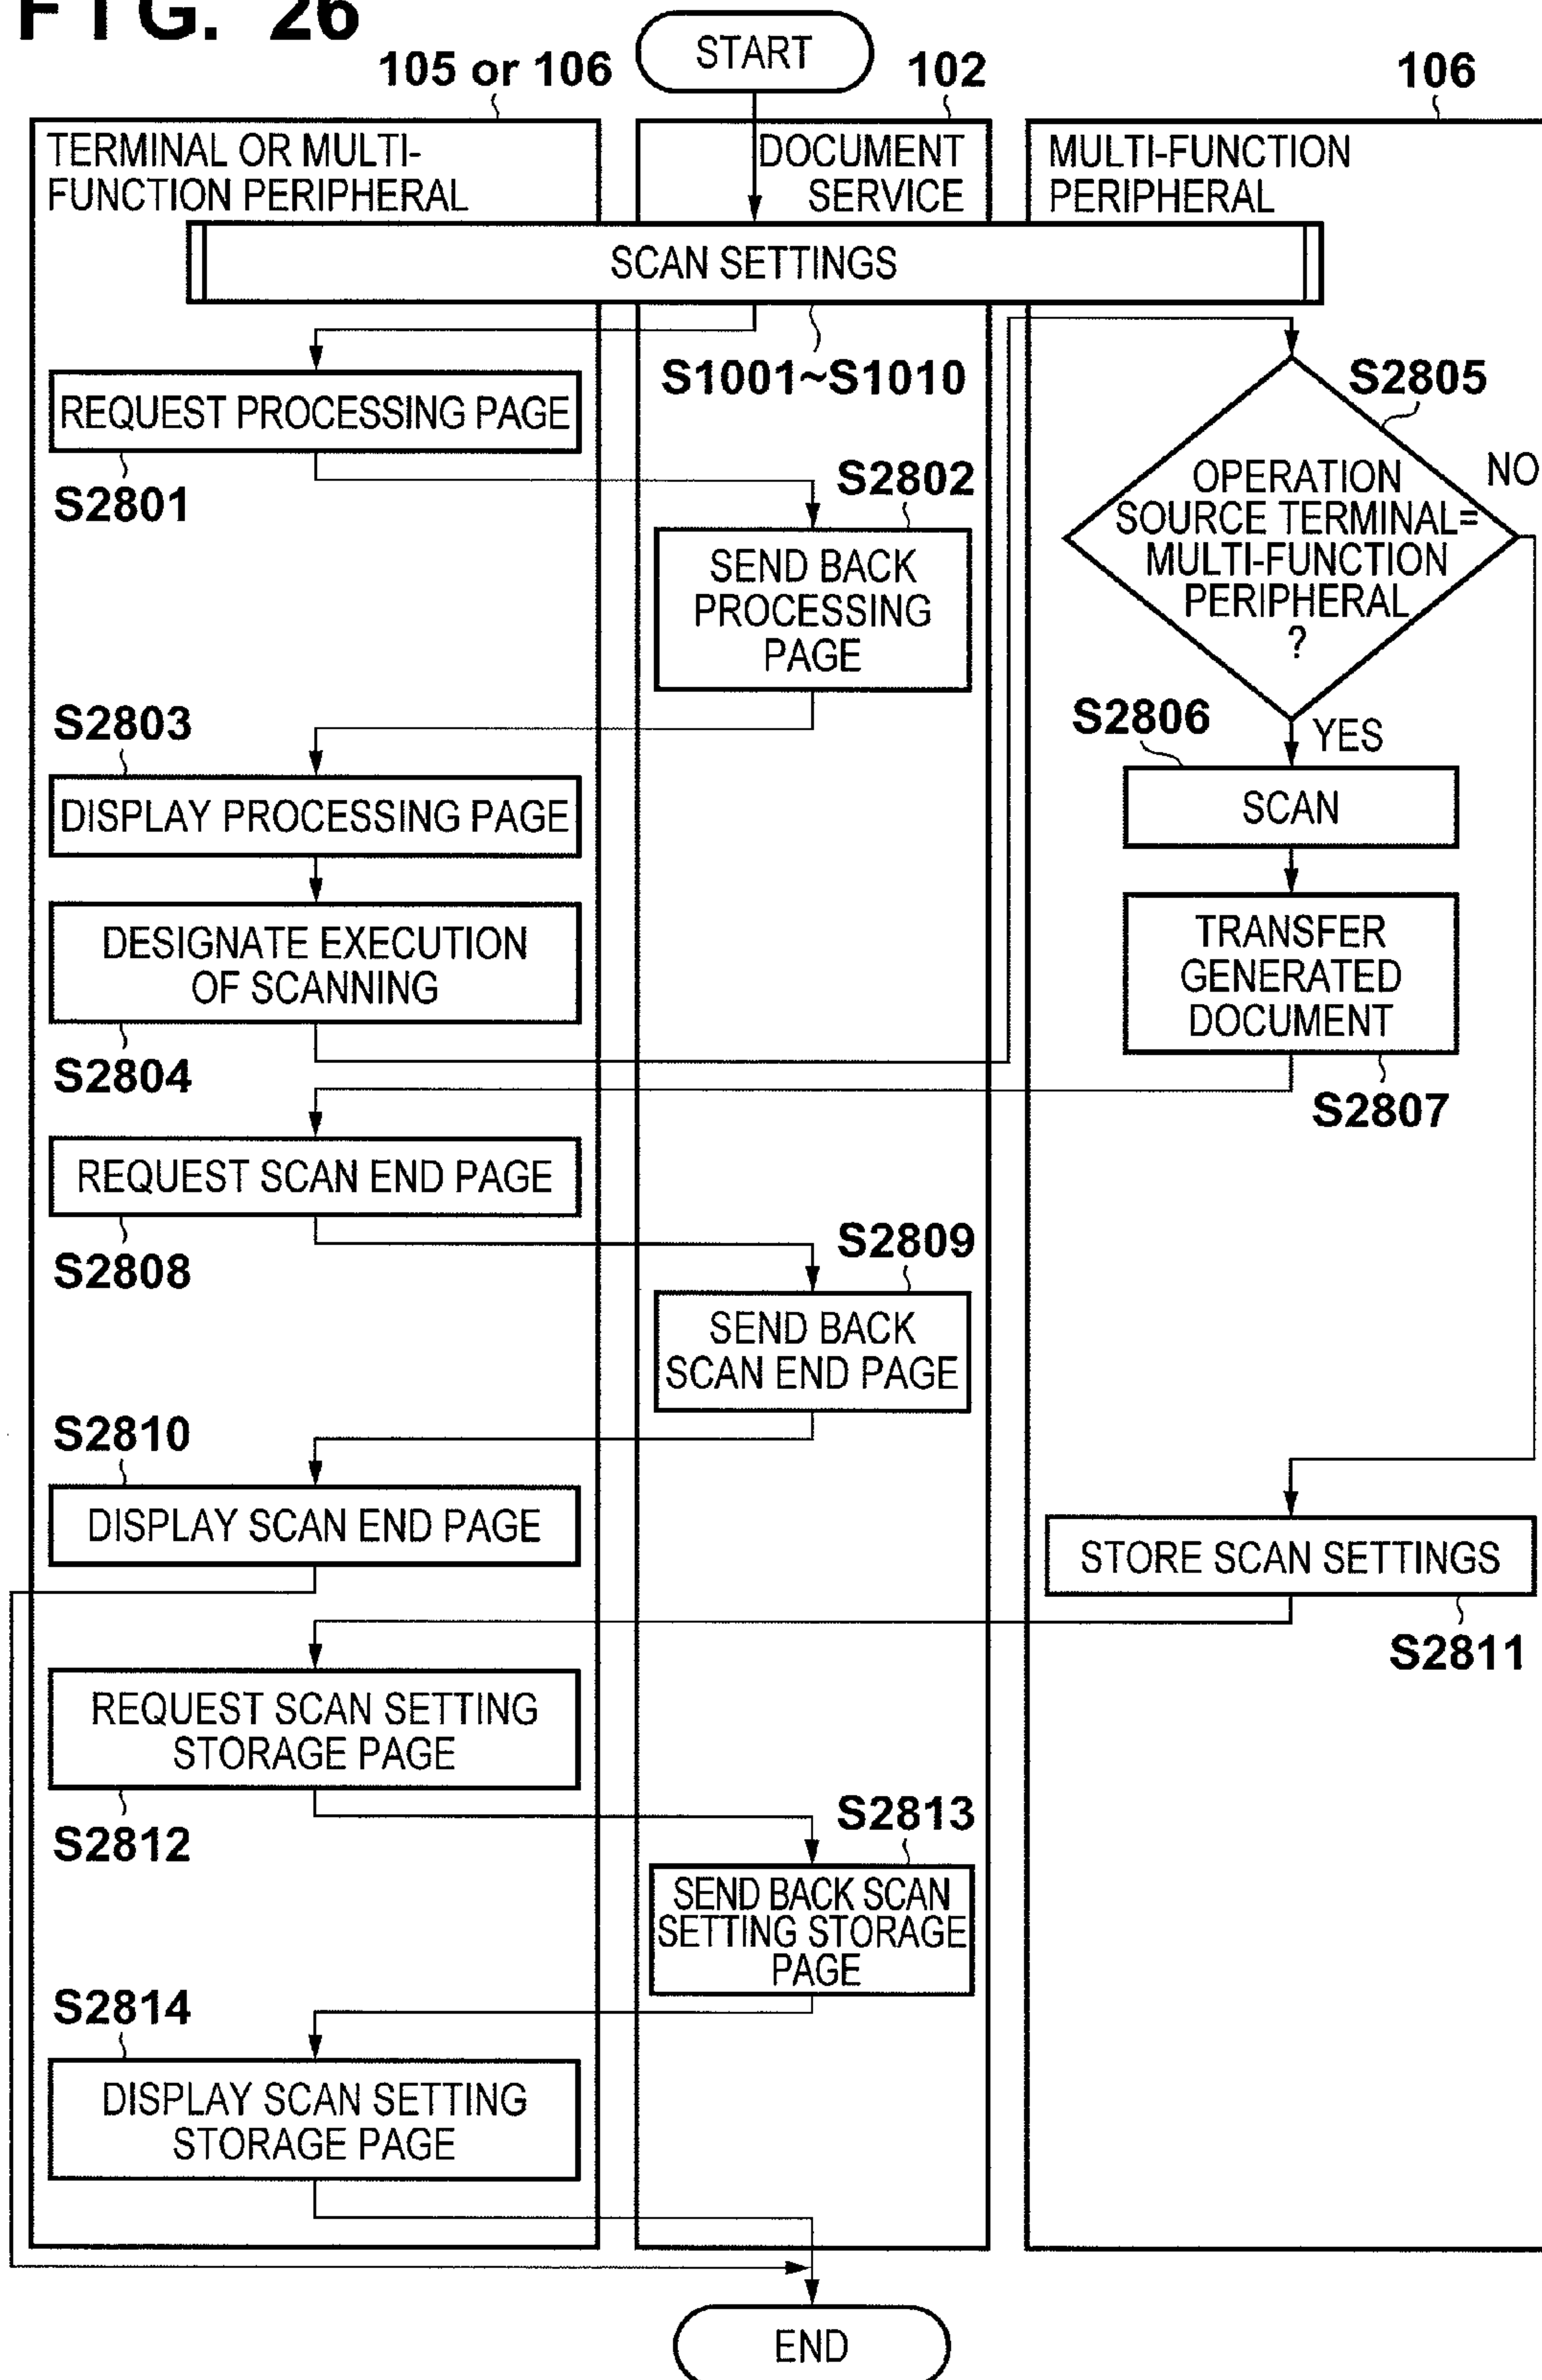 FIG. 26
START
105 or 106
102
106
TERMINAL OR MULTI-
FUNCTION PERIPHERAL
DOCUMENT
SERVICE
MULTI-FUNCTION
PERIPHERAL
SCAN SETTINGS
S1001~S1010
REQUEST PROCESSING PAGE
S2801
S2802
SEND BACK
PROCESSING
PAGE
S2803
DISPLAY PROCESSING PAGE
DESIGNATE EXECUTION
OF SCANNING
S2804
S2805
OPERATION
SOURCE TERMINAL=
MULTI-FUNCTION
PERIPHERAL
?
NO
YES
S2806
SCAN
TRANSFER
GENERATED
DOCUMENT
S2807
REQUEST SCAN END PAGE
S2808
S2809
SEND BACK
SCAN END PAGE
S2810
DISPLAY SCAN END PAGE
STORE SCAN SETTINGS
S2811
REQUEST SCAN SETTING
STORAGE PAGE
S2812
S2813
SEND BACK SCAN
SETTING STORAGE
PAGE
S2814
DISPLAY SCAN SETTING
STORAGE PAGE
END